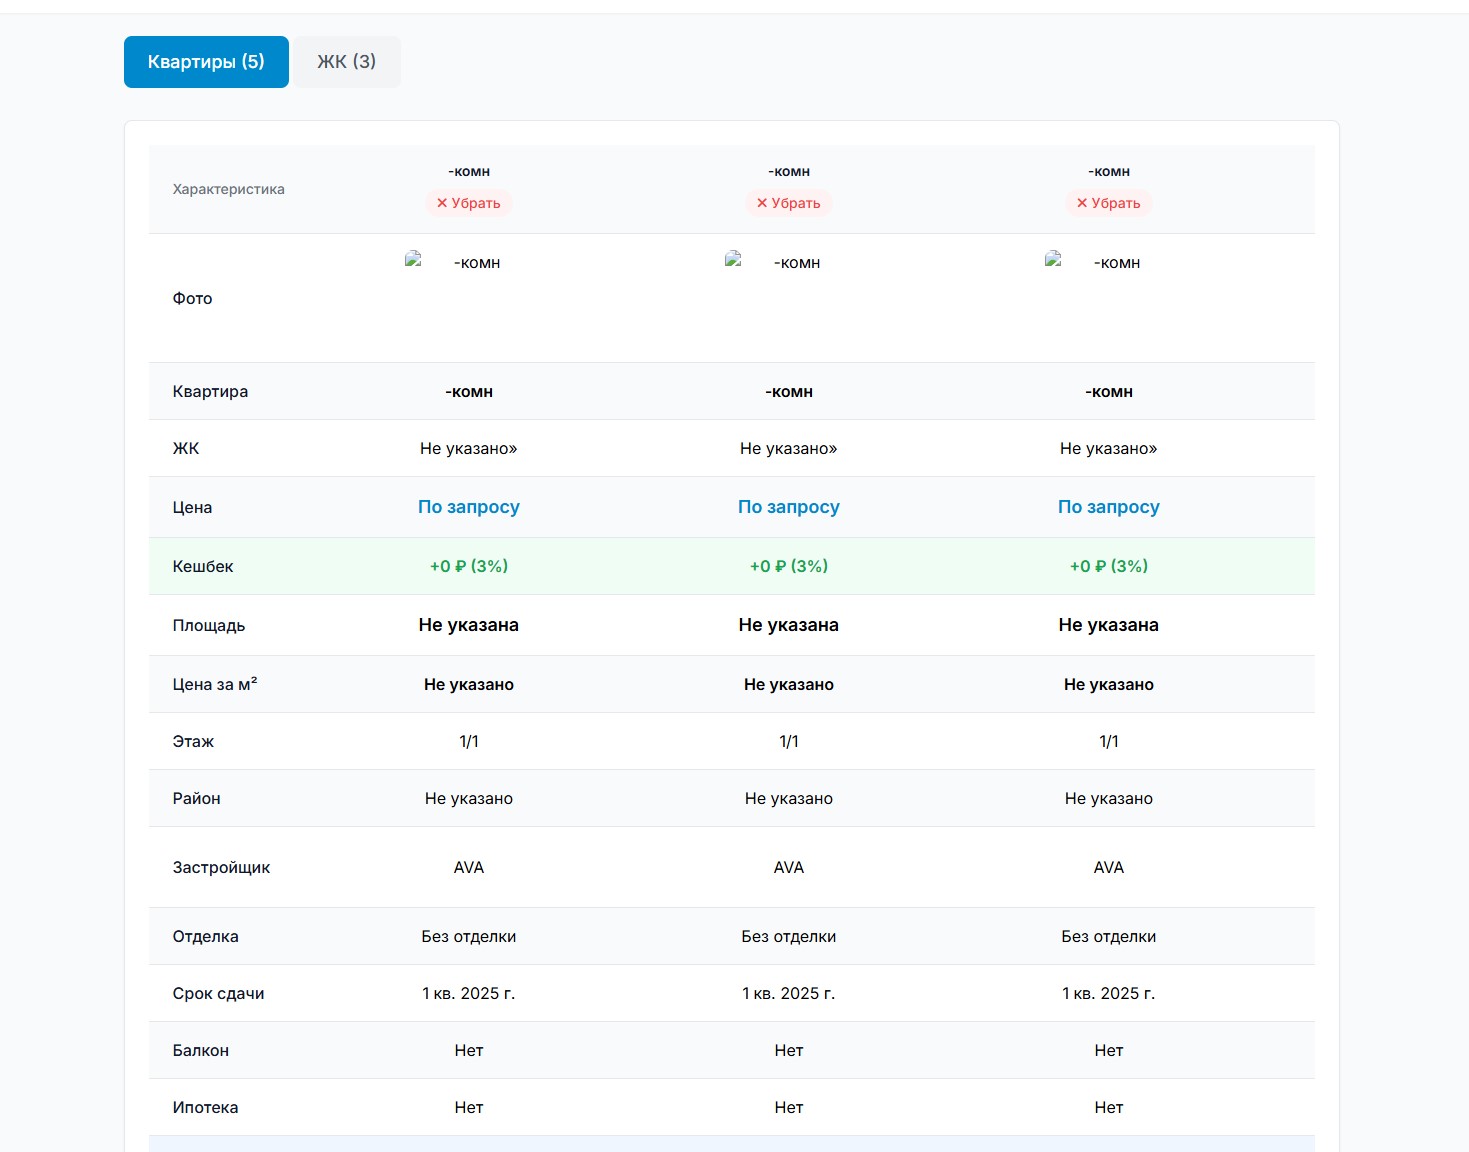 Квартиры (5) ЖК (3)
Характеристика -комн -комн -комн
✕ Убрать ✕ Убрать ✕ Убрать
Фото -комн -комн -комн
Квартира -комн -комн -комн
ЖК Не указано» Не указано» Не указано»
Цена По запросу По запросу По запросу
Кешбек +0 ₽ (3%) +0 ₽ (3%) +0 ₽ (3%)
Площадь Не указана Не указана Не указана
Цена за м² Не указано Не указано Не указано
Этаж 1/1 1/1 1/1
Район Не указано Не указано Не указано
Застройщик AVA AVA AVA
Отделка Без отделки Без отделки Без отделки
Срок сдачи 1 кв. 2025 г. 1 кв. 2025 г. 1 кв. 2025 г.
Балкон Нет Нет Нет
Ипотека Нет Нет Нет